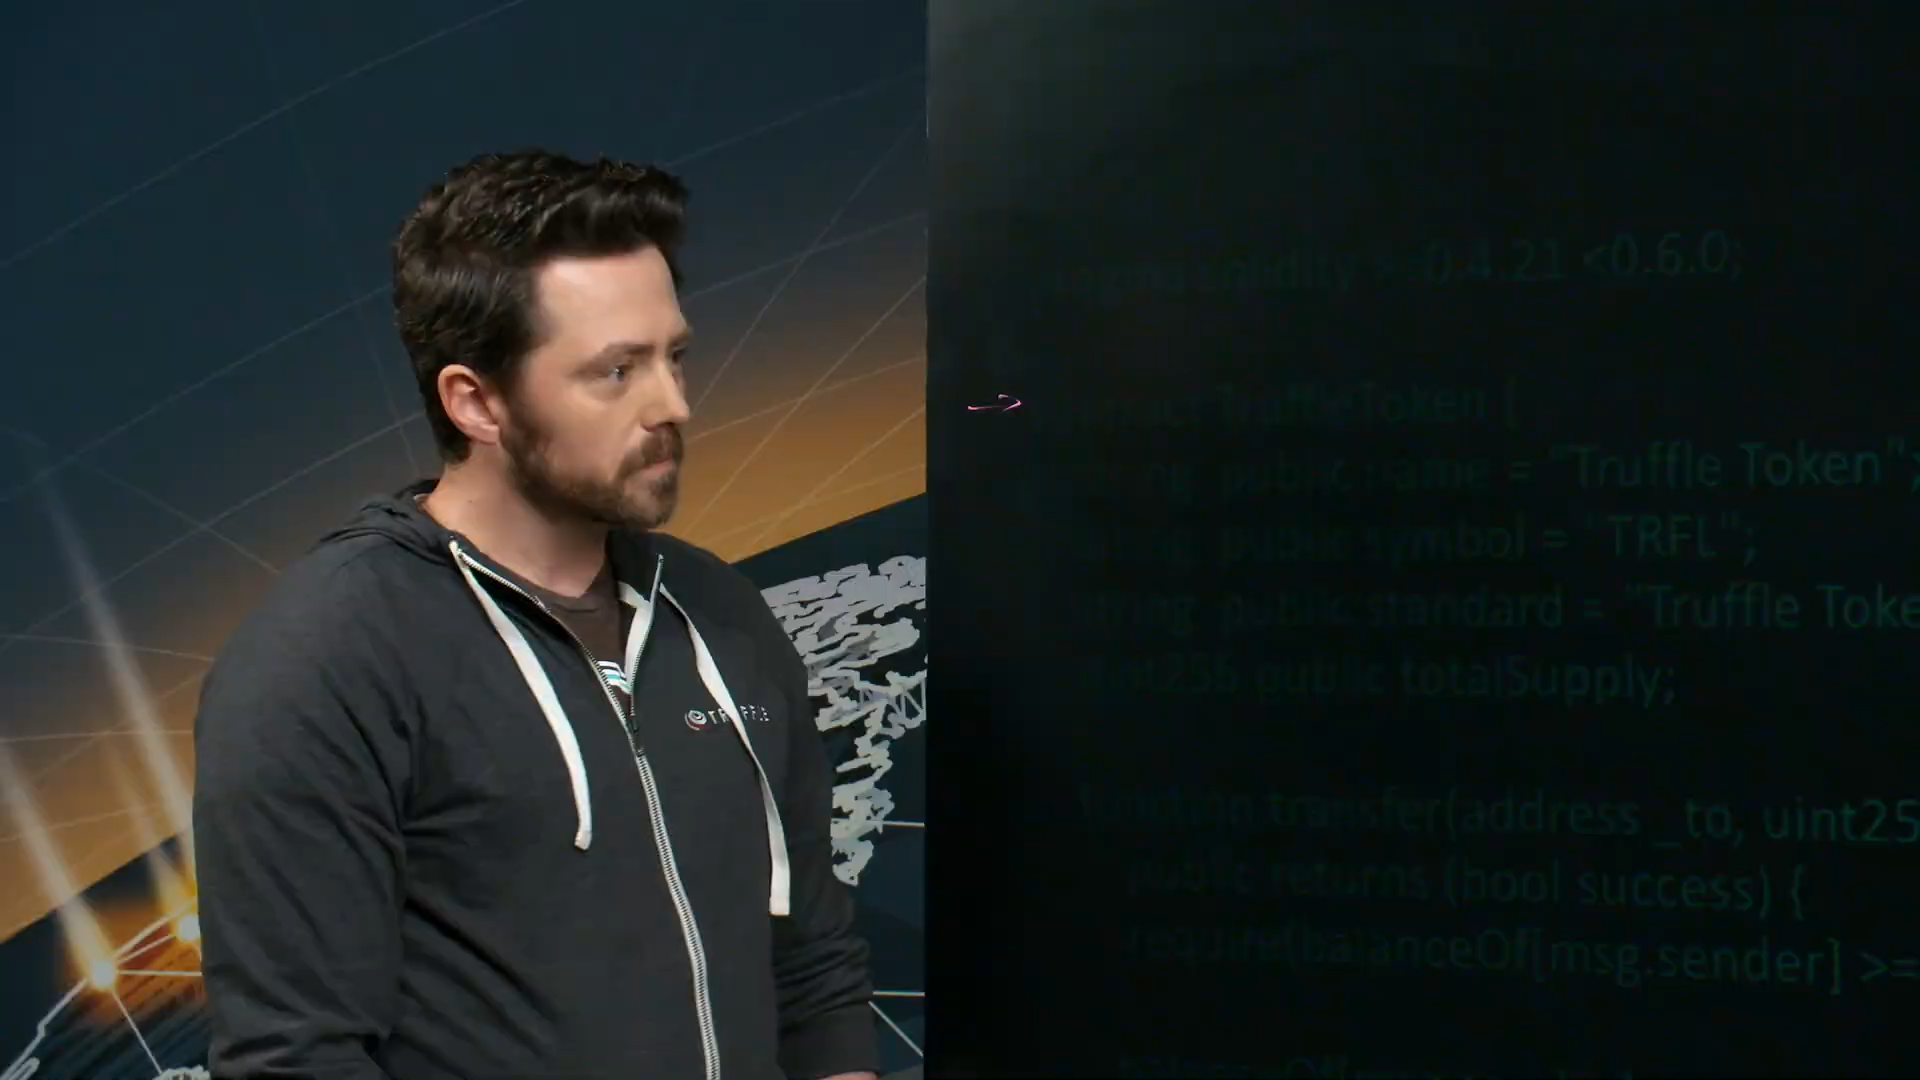 TRUFFLE
pragma solidity >=0.4.21 <0.6.0;
contract TruffleToken {
string public name = "Truffle Token";
string public symbol = "TRFL";
string public standard = "Truffle Toke
uint256 public totalSupply;
function transfer(address _to, uint25
public returns (bool success) {
require(balanceOf[msg.sender] >=